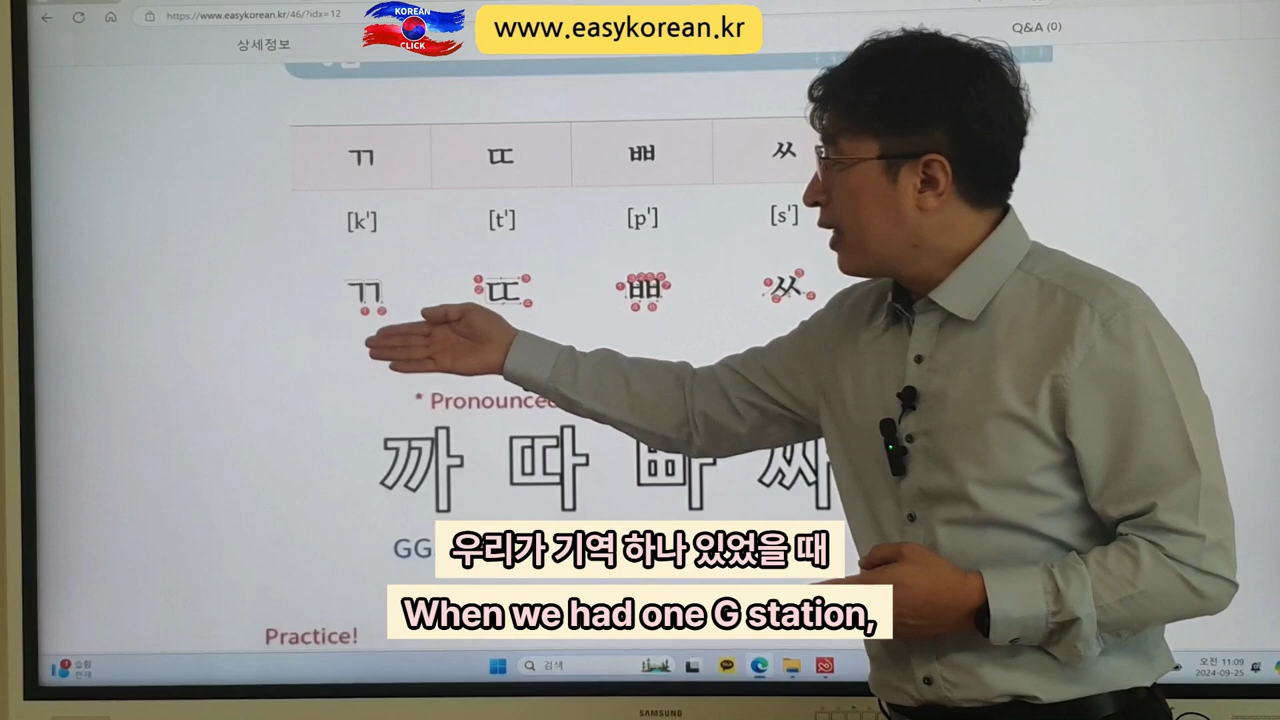 https://www.easykorean.kr/46/?idx=12
KOREAN
CLICK
www.easykorean.kr
상세정보
Q&A (0)
ㄲ ㄸ ㅃ ㅆ
[k'] [t'] [p'] [s']
ㄲ ㄸ ㅃ ㅆ
* Pronounced
까 따 빠 싸
GG
우리가 기역 하나 있었을 때
When we had one G station,
Practice!
검색
오전 11:09
2024-09-25
SAMSUNG